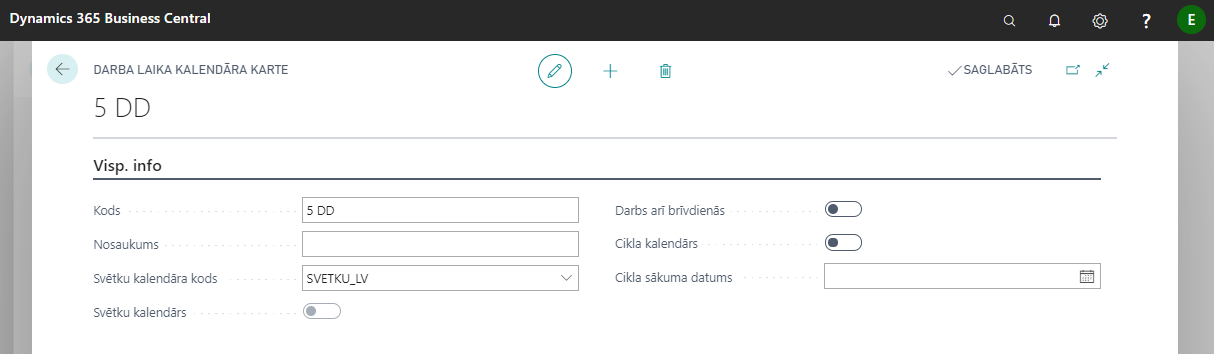 Dynamics 365 Business Central
?
E
DARBA LAIKA KALENDĀRA KARTE
SAGLABĀTS
5 DD
Visp. info
Kods
5 DD
Nosaukums
Svētku kalendāra kods
SVETKU_LV
Svētku kalendārs
Darbs arī brīvdienās
Cikla kalendārs
Cikla sākuma datums